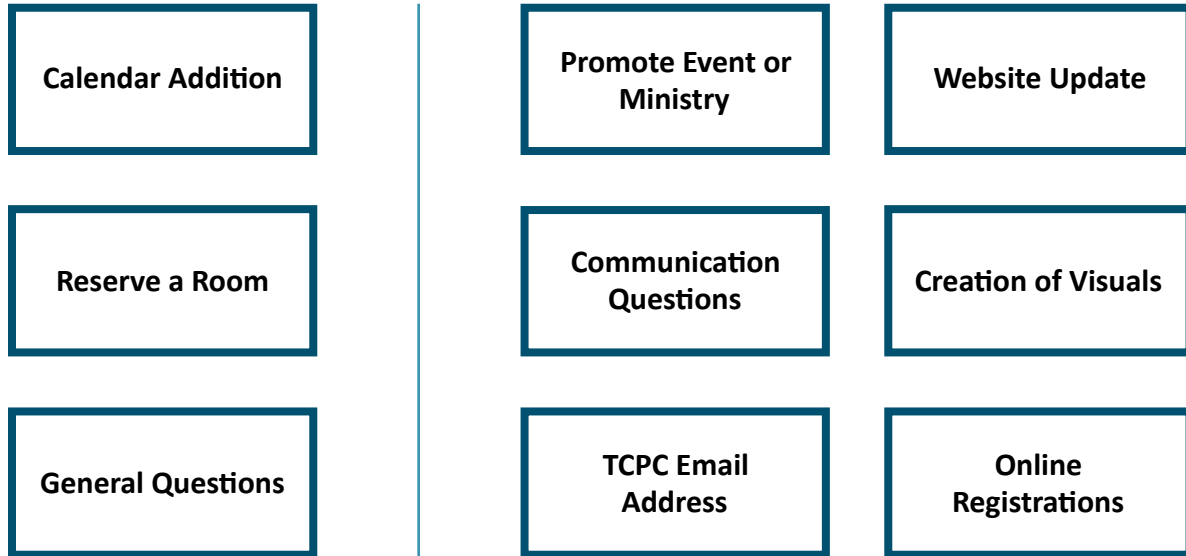 Calendar Addition
Promote Event or
Ministry
Website Update
Reserve a Room
Communication
Questions
Creation of Visuals
General Questions
TCPC Email
Address
Online
Registrations